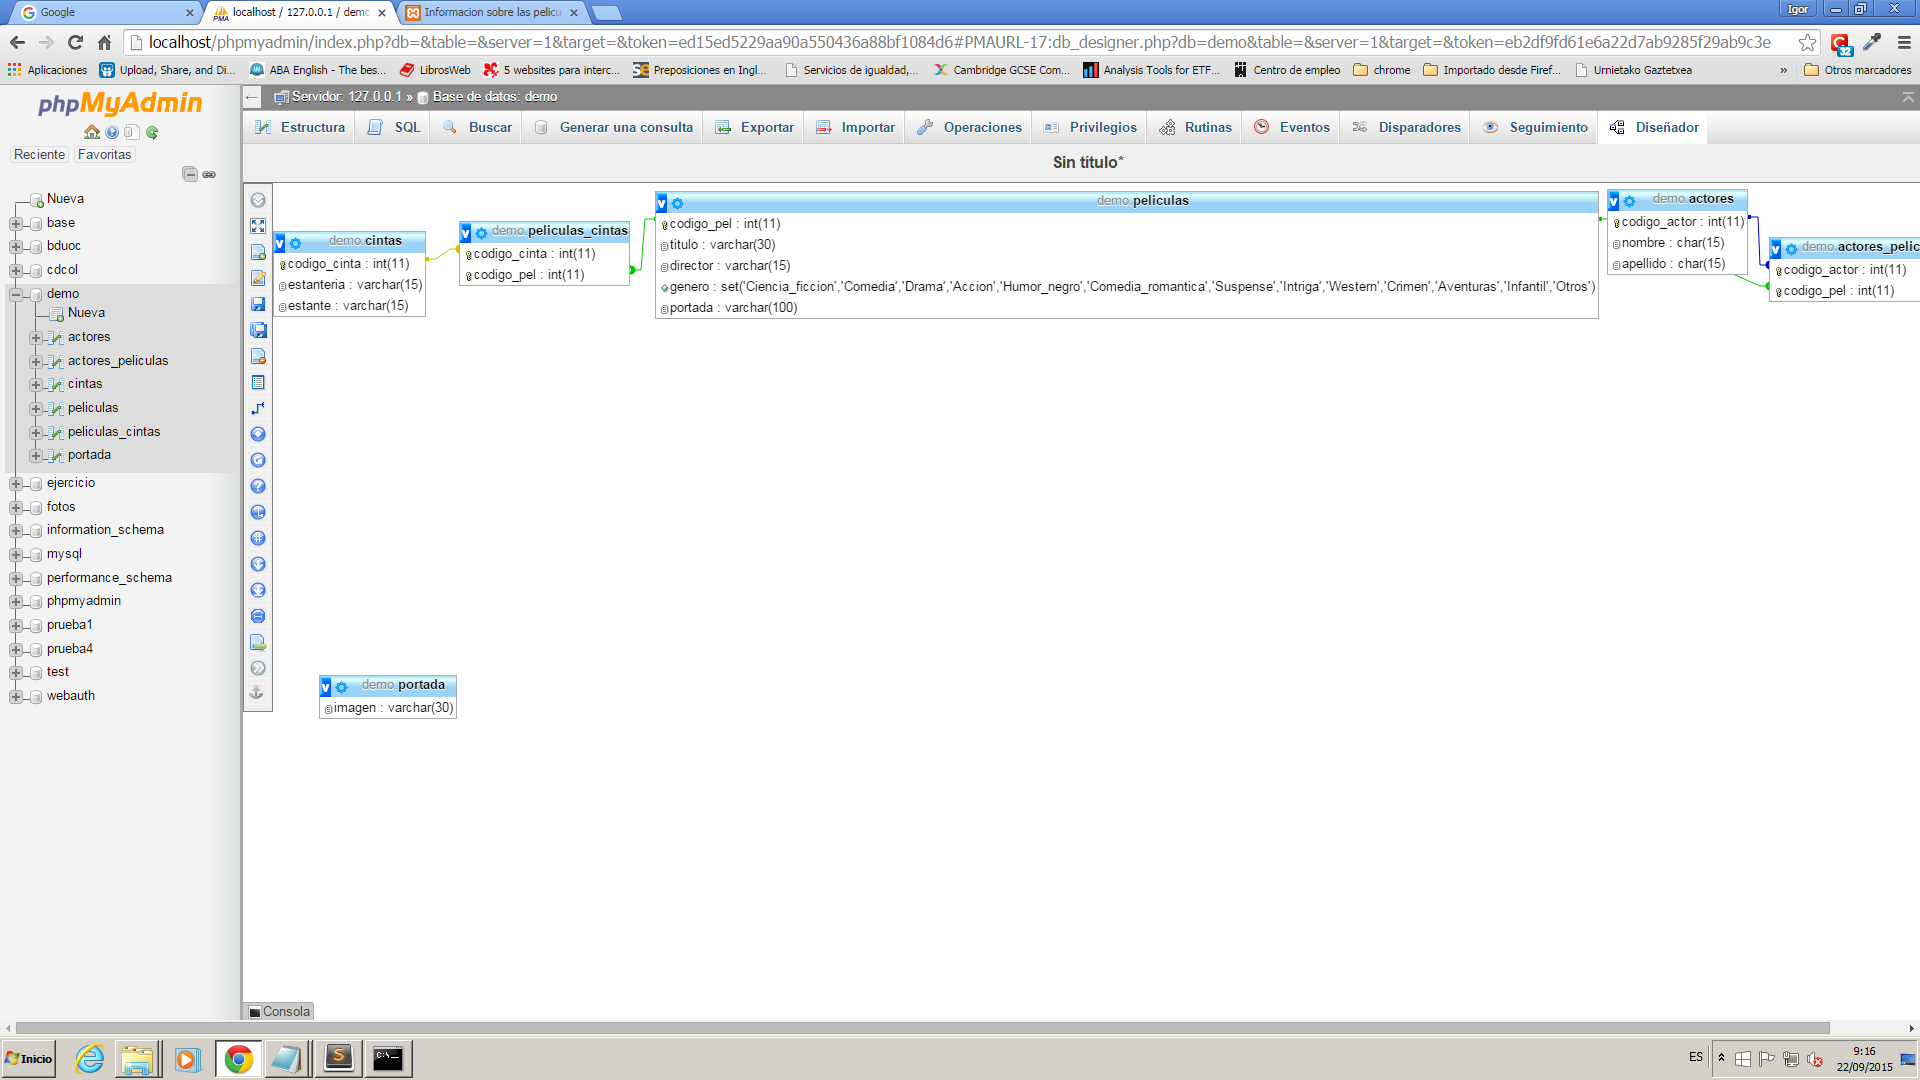 Google
localhost / 127.0.0.1 / demo
Informacion sobre las pelicu
Igor
localhost/phpmyadmin/index.php?db=&table=&server=1&target=&token=ed15ed5229aa90a550436a88bf1084d6#PMAURL-17:db_designer.php?db=demo&table=&server=1&target=&token=eb2df9fd61e6a22d7ab9285f29ab9c3e
32
Aplicaciones
Upload, Share, and Di...
ABA English - The bes...
LibrosWeb
5 websites para interc...
Preposiciones en Ingl...
Servicios de igualdad,...
Cambridge GCSE Com...
Analysis Tools for ETF...
Centro de empleo
chrome
Importado desde Firef...
Urnietako Gaztetxea
»
Otros marcadores
phpMyAdmin
Reciente
Favoritas
Nueva
base
bduoc
cdcol
demo
Nueva
actores
actores_peliculas
cintas
peliculas
peliculas_cintas
portada
ejercicio
fotos
information_schema
mysql
performance_schema
phpmyadmin
prueba1
prueba4
test
webauth
Servidor: 127.0.0.1 » Base de datos: demo
Estructura
SQL
Buscar
Generar una consulta
Exportar
Importar
Operaciones
Privilegios
Rutinas
Eventos
Disparadores
Seguimiento
Diseñador
Sin título*
v demo.cintas
codigo_cinta : int(11)
estanteria : varchar(15)
estante : varchar(15)
v demo.peliculas_cintas
codigo_cinta : int(11)
codigo_pel : int(11)
v demo.peliculas
codigo_pel : int(11)
titulo : varchar(30)
director : varchar(15)
genero : set('Ciencia_ficcion','Comedia','Drama','Accion','Humor_negro','Comedia_romantica','Suspense','Intriga','Western','Crimen','Aventuras','Infantil','Otros')
portada : varchar(100)
v demo.actores
codigo_actor : int(11)
nombre : char(15)
apellido : char(15)
v demo.actores_pelic
codigo_actor : int(11)
codigo_pel : int(11)
v demo.portada
imagen : varchar(30)
Consola
Inicio
ES
9:16
22/09/2015